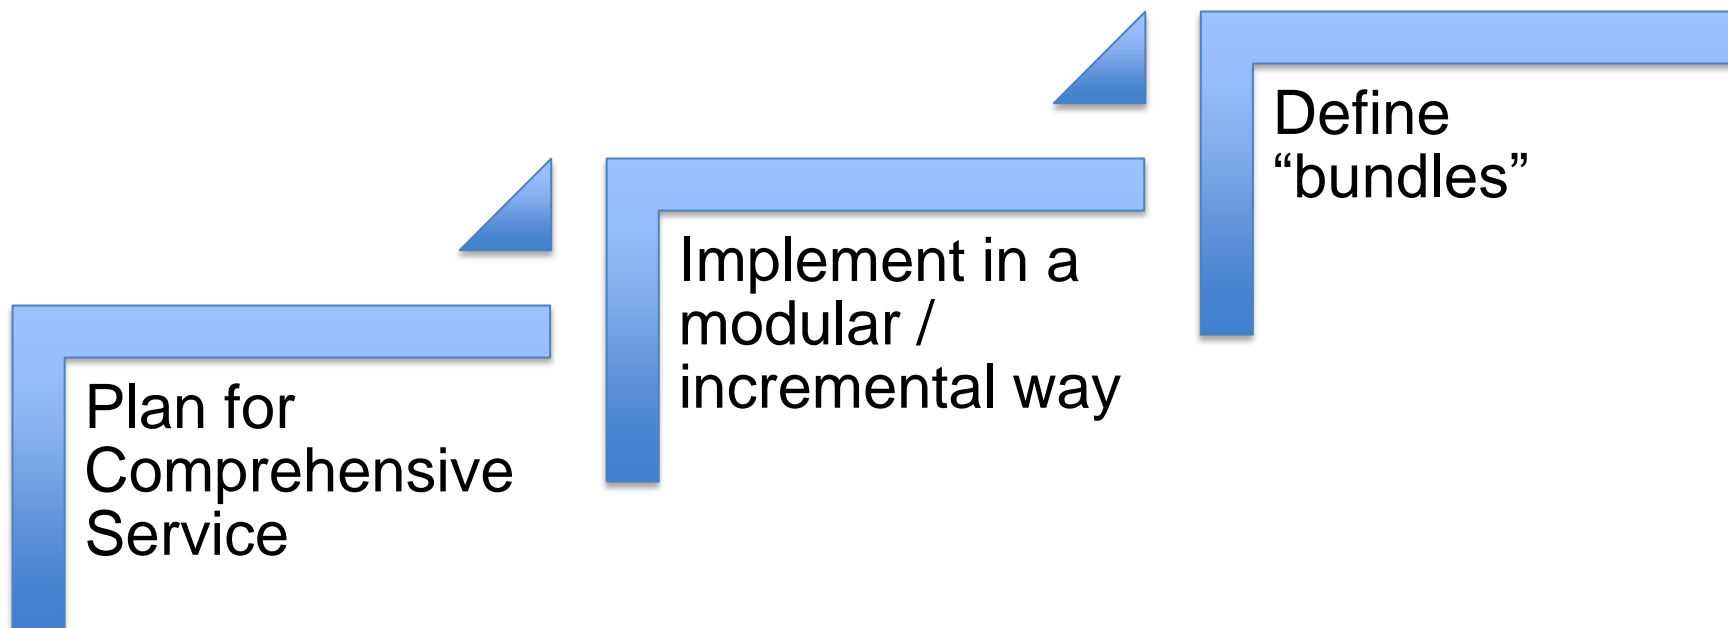 Plan for
Comprehensive
Service
Implement in a
modular /
incremental way
Define
“bundles”